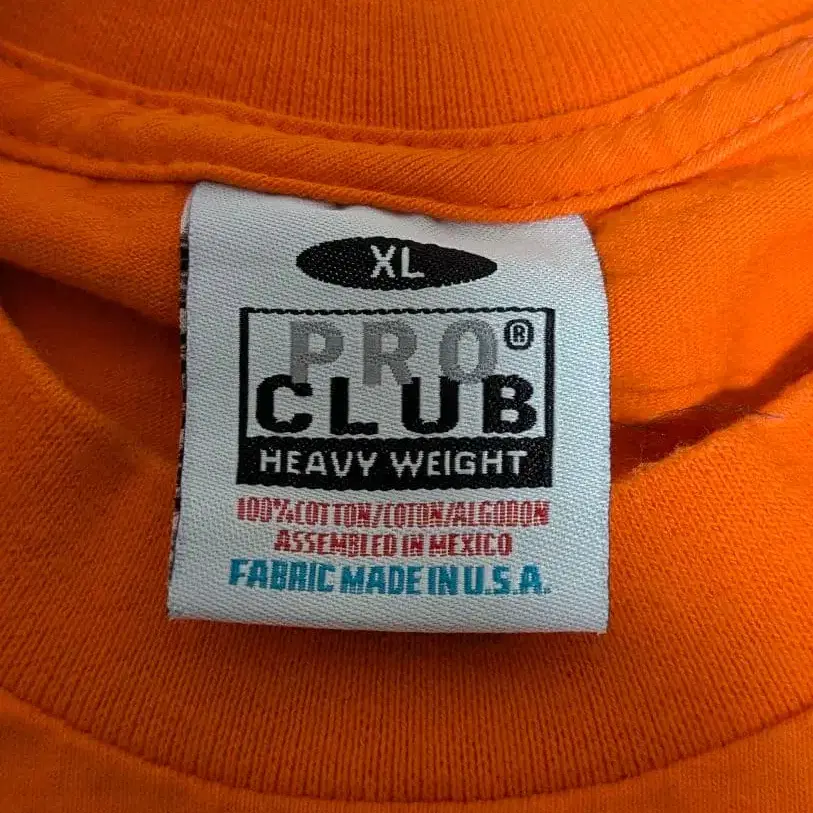 XL
PRO®
CLUB
HEAVY WEIGHT
100%COTTON/COTON/ALGODON
ASSEMBLED IN MEXICO
FABRIC MADE IN U.S.A.